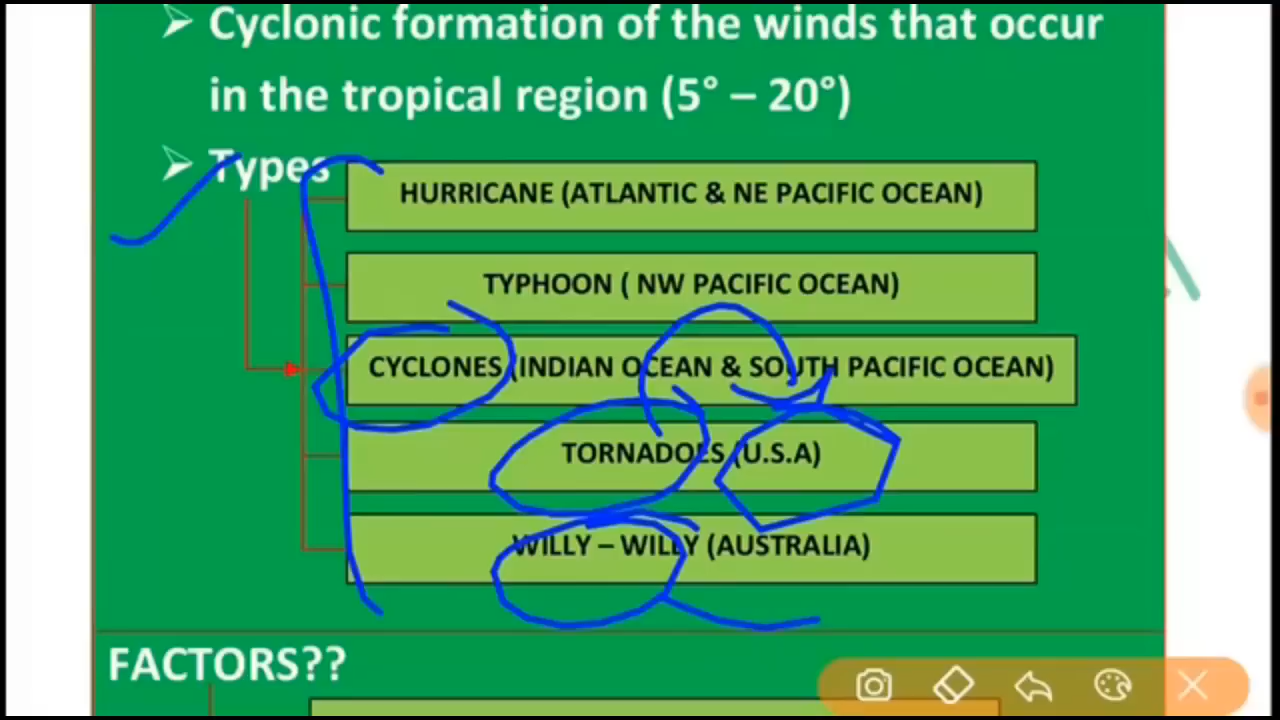 ➢ Cyclonic formation of the winds that occur
in the tropical region (5° – 20°)
➢ Types
HURRICANE (ATLANTIC & NE PACIFIC OCEAN)
TYPHOON ( NW PACIFIC OCEAN)
CYCLONES (INDIAN OCEAN & SOUTH PACIFIC OCEAN)
TORNADOES (U.S.A)
WILLY – WILLY (AUSTRALIA)
FACTORS??